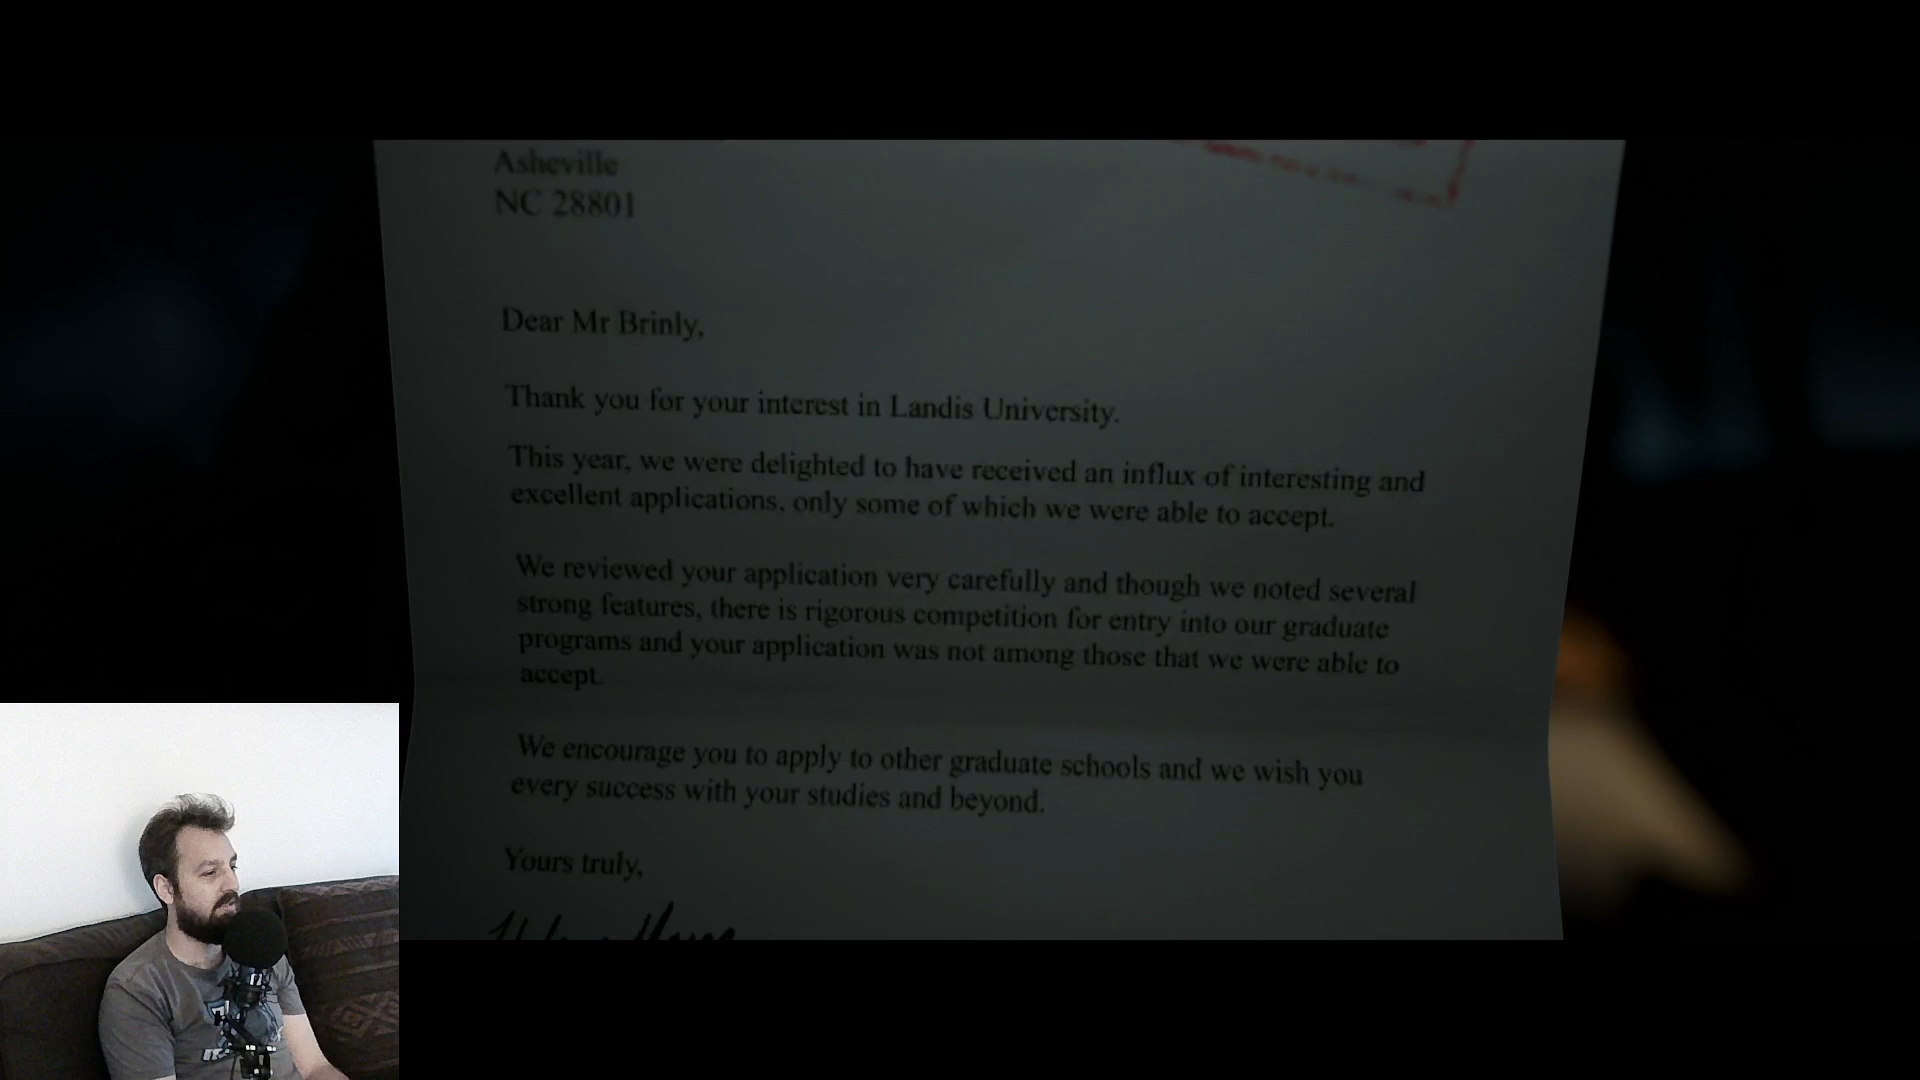 Asheville
NC 28801
Dear Mr Brinly,
Thank you for your interest in Landis University.
This year, we were delighted to have received an influx of interesting and
excellent applications, only some of which we were able to accept.
We reviewed your application very carefully and though we noted several
strong features, there is rigorous competition for entry into our graduate
programs and your application was not among those that we were able to
accept.
We encourage you to apply to other graduate schools and we wish you
every success with your studies and beyond.
Yours truly,